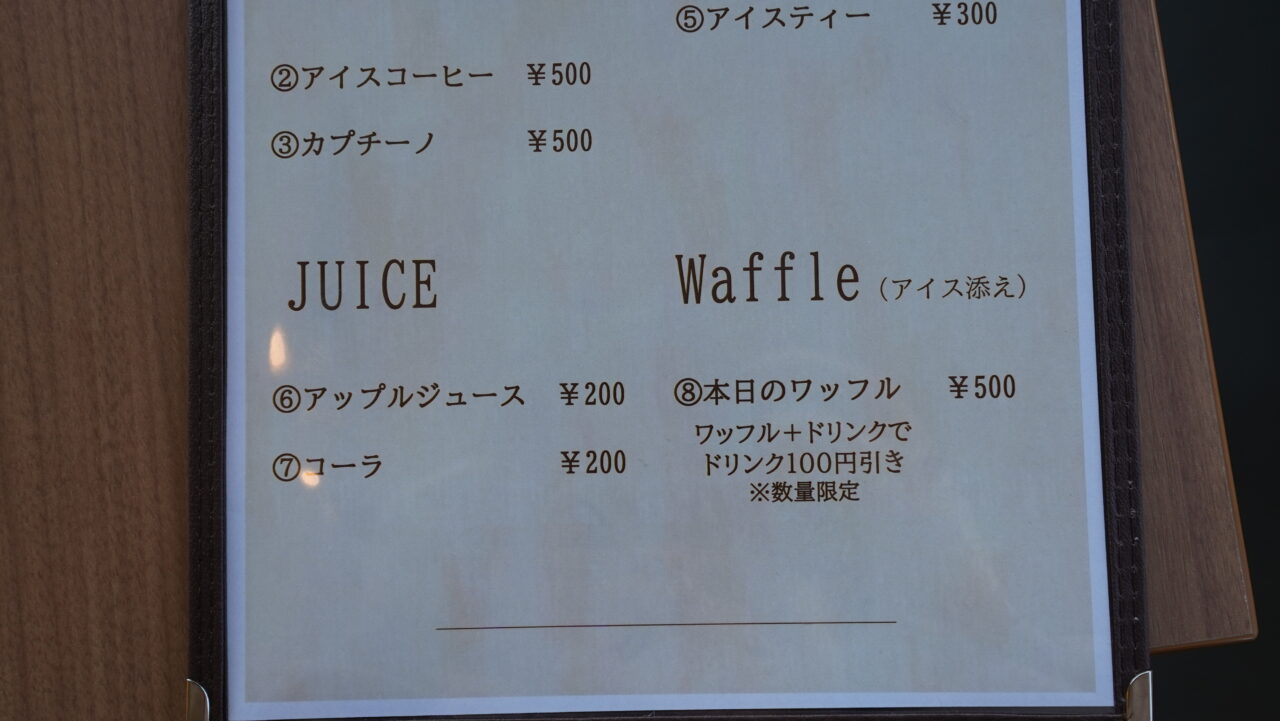 ⑤アイスティー ¥300
②アイスコーヒー ¥500
③カプチーノ ¥500
JUICE
⑥アップルジュース ¥200
⑦コーラ ¥200
Waffle（アイス添え）
⑧本日のワッフル ¥500
ワッフル＋ドリンクで
ドリンク100円引き
※数量限定